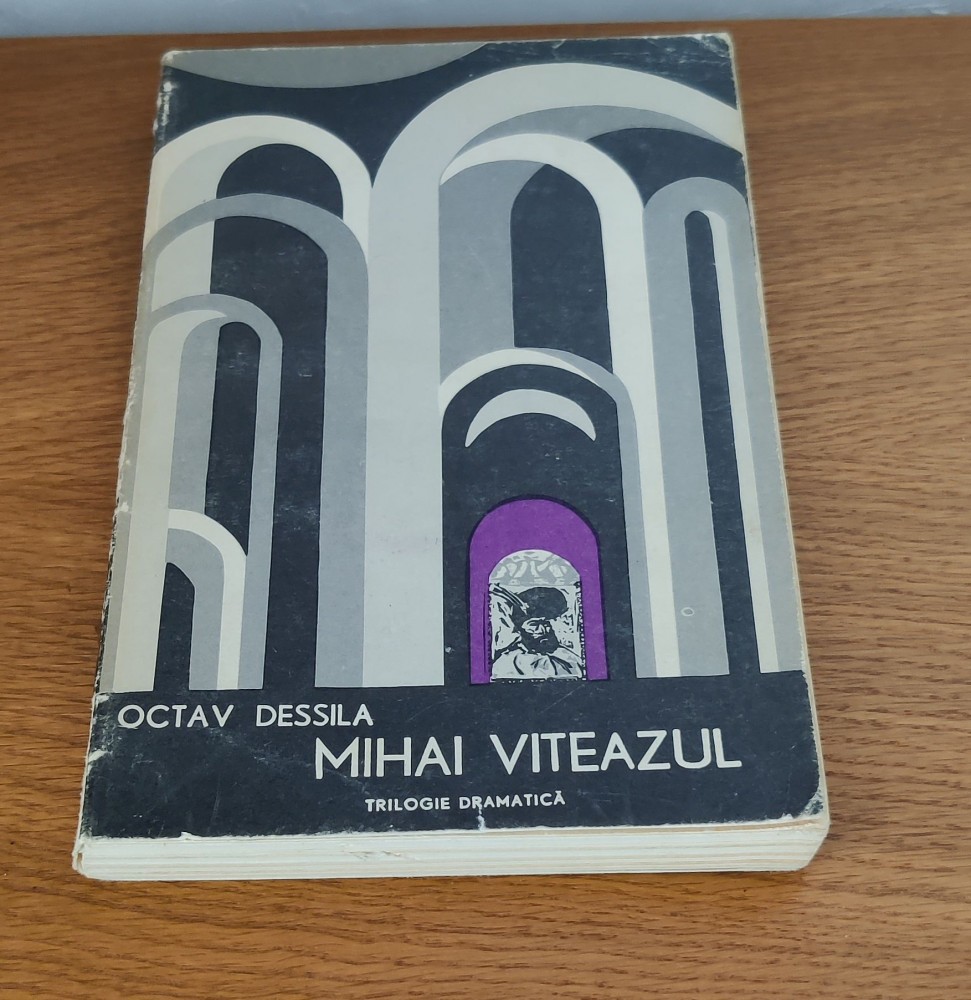 OCTAV DESSILA
MIHAI VITEAZUL
TRILOGIE DRAMATICĂ